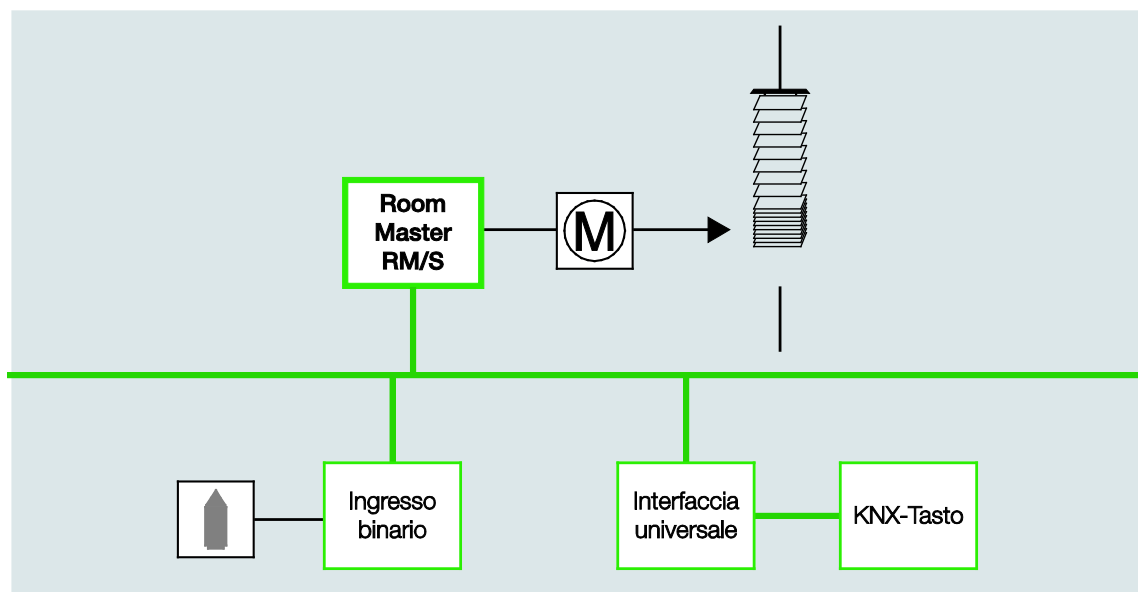 Room
Master
RM/S
M
Ingresso
binario
Interfaccia
universale
KNX-Tasto